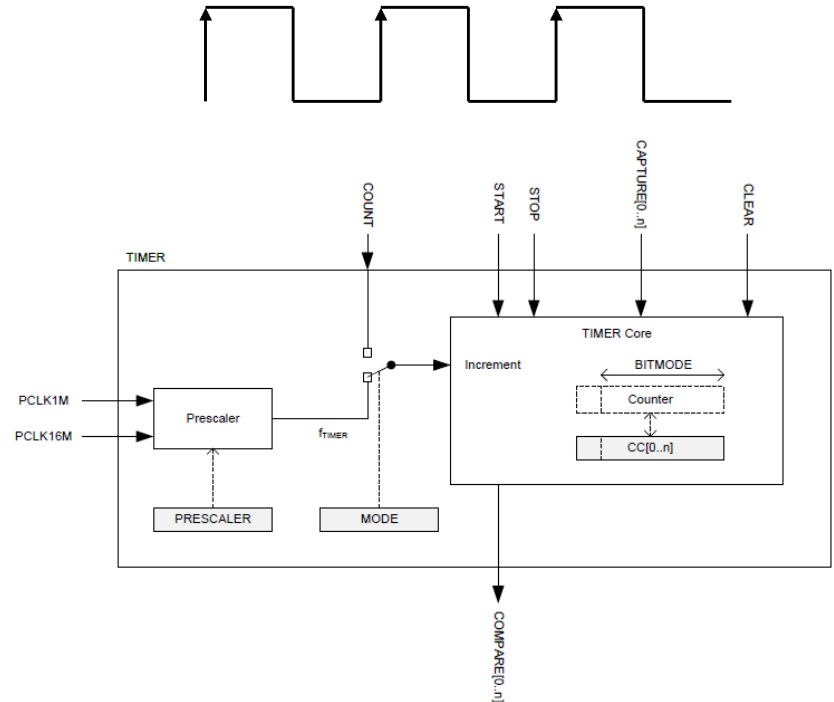 COUNT
START
STOP
CAPTURE[0..n]
CLEAR
TIMER
TIMER Core
Increment
BITMODE
Counter
CC[0..n]
PCLK1M
PCLK16M
Prescaler
fTIMER
PRESCALER
MODE
COMPARE[0..n]